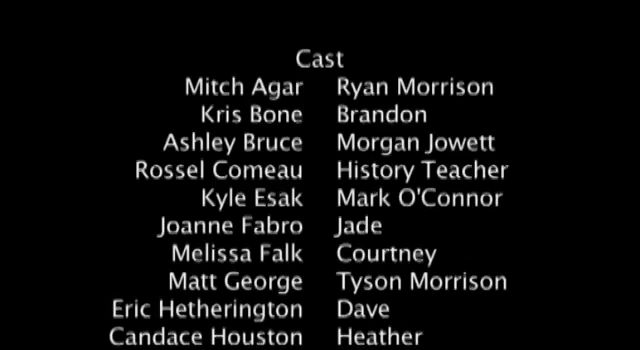 Cast
Mitch Agar Ryan Morrison
Kris Bone Brandon
Ashley Bruce Morgan Jowett
Rossel Comeau History Teacher
Kyle Esak Mark O'Connor
Joanne Fabro Jade
Melissa Falk Courtney
Matt George Tyson Morrison
Eric Hetherington Dave
Candace Houston Heather